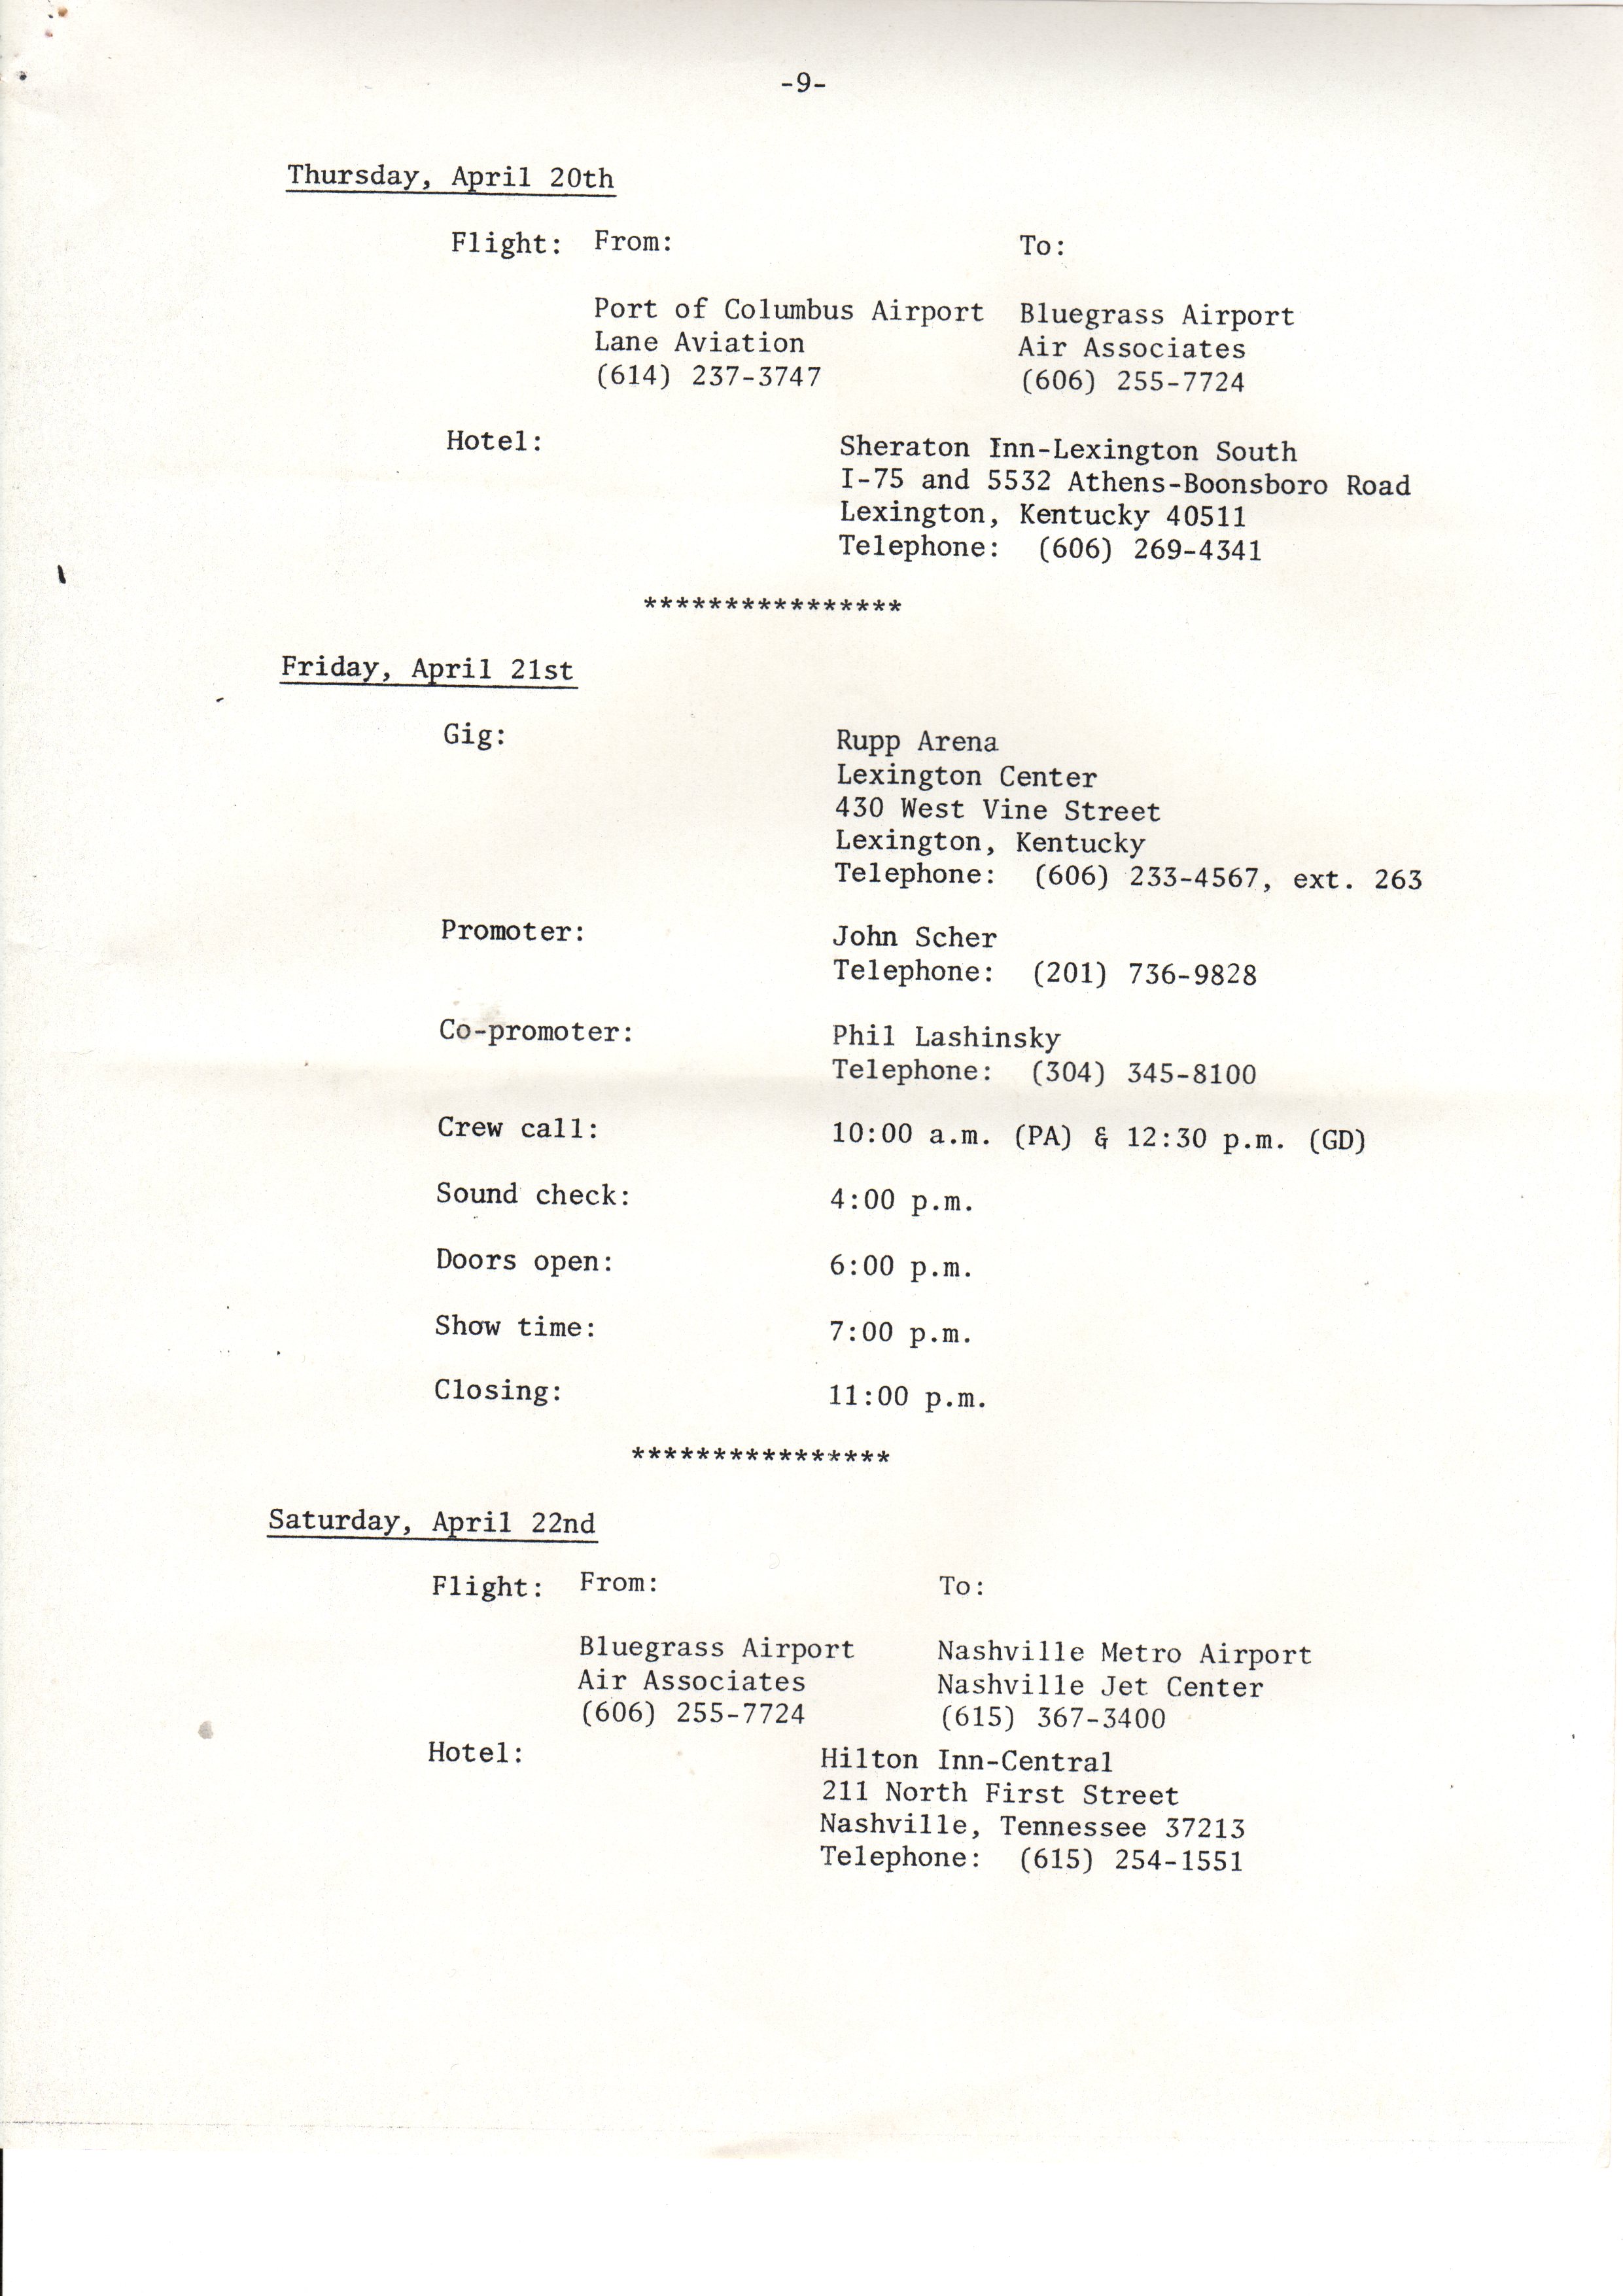 -9-
Thursday, April 20th
Flight: From: To:
Port of Columbus Airport Bluegrass Airport
Lane Aviation Air Associates
(614) 237-3747 (606) 255-7724
Hotel: Sheraton Inn-Lexington South
I-75 and 5532 Athens-Boonsboro Road
Lexington, Kentucky 40511
Telephone: (606) 269-4341
****************
Friday, April 21st
Gig: Rupp Arena
Lexington Center
430 West Vine Street
Lexington, Kentucky
Telephone: (606) 233-4567, ext. 263
Promoter: John Scher
Telephone: (201) 736-9828
Co-promoter: Phil Lashinsky
Telephone: (304) 345-8100
Crew call: 10:00 a.m. (PA) & 12:30 p.m. (GD)
Sound check: 4:00 p.m.
Doors open: 6:00 p.m.
Show time: 7:00 p.m.
Closing: 11:00 p.m.
****************
Saturday, April 22nd
Flight: From: To:
Bluegrass Airport Nashville Metro Airport
Air Associates Nashville Jet Center
(606) 255-7724 (615) 367-3400
Hotel: Hilton Inn-Central
211 North First Street
Nashville, Tennessee 37213
Telephone: (615) 254-1551